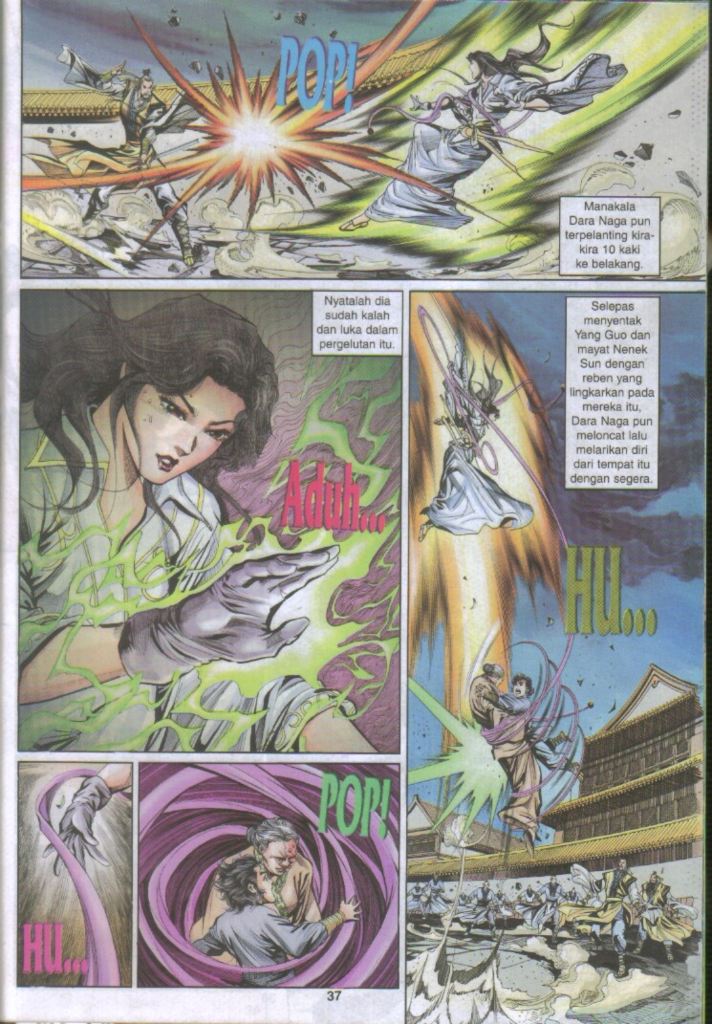 POP!
Manakala
Dara Naga pun
terpelanting kira-
kira 10 kaki
ke belakang.
Nyatalah dia
sudah kalah
dan luka dalam
pergelutan itu.
Aduh...
Selepas
menyentak
Yang Guo dan
mayat Nenek
Sun dengan
reben yang
lingkarkan pada
mereka itu,
Dara Naga pun
meloncat lalu
melarikan diri
dari tempat itu
dengan segera.
HU...
HU...
POP!
37